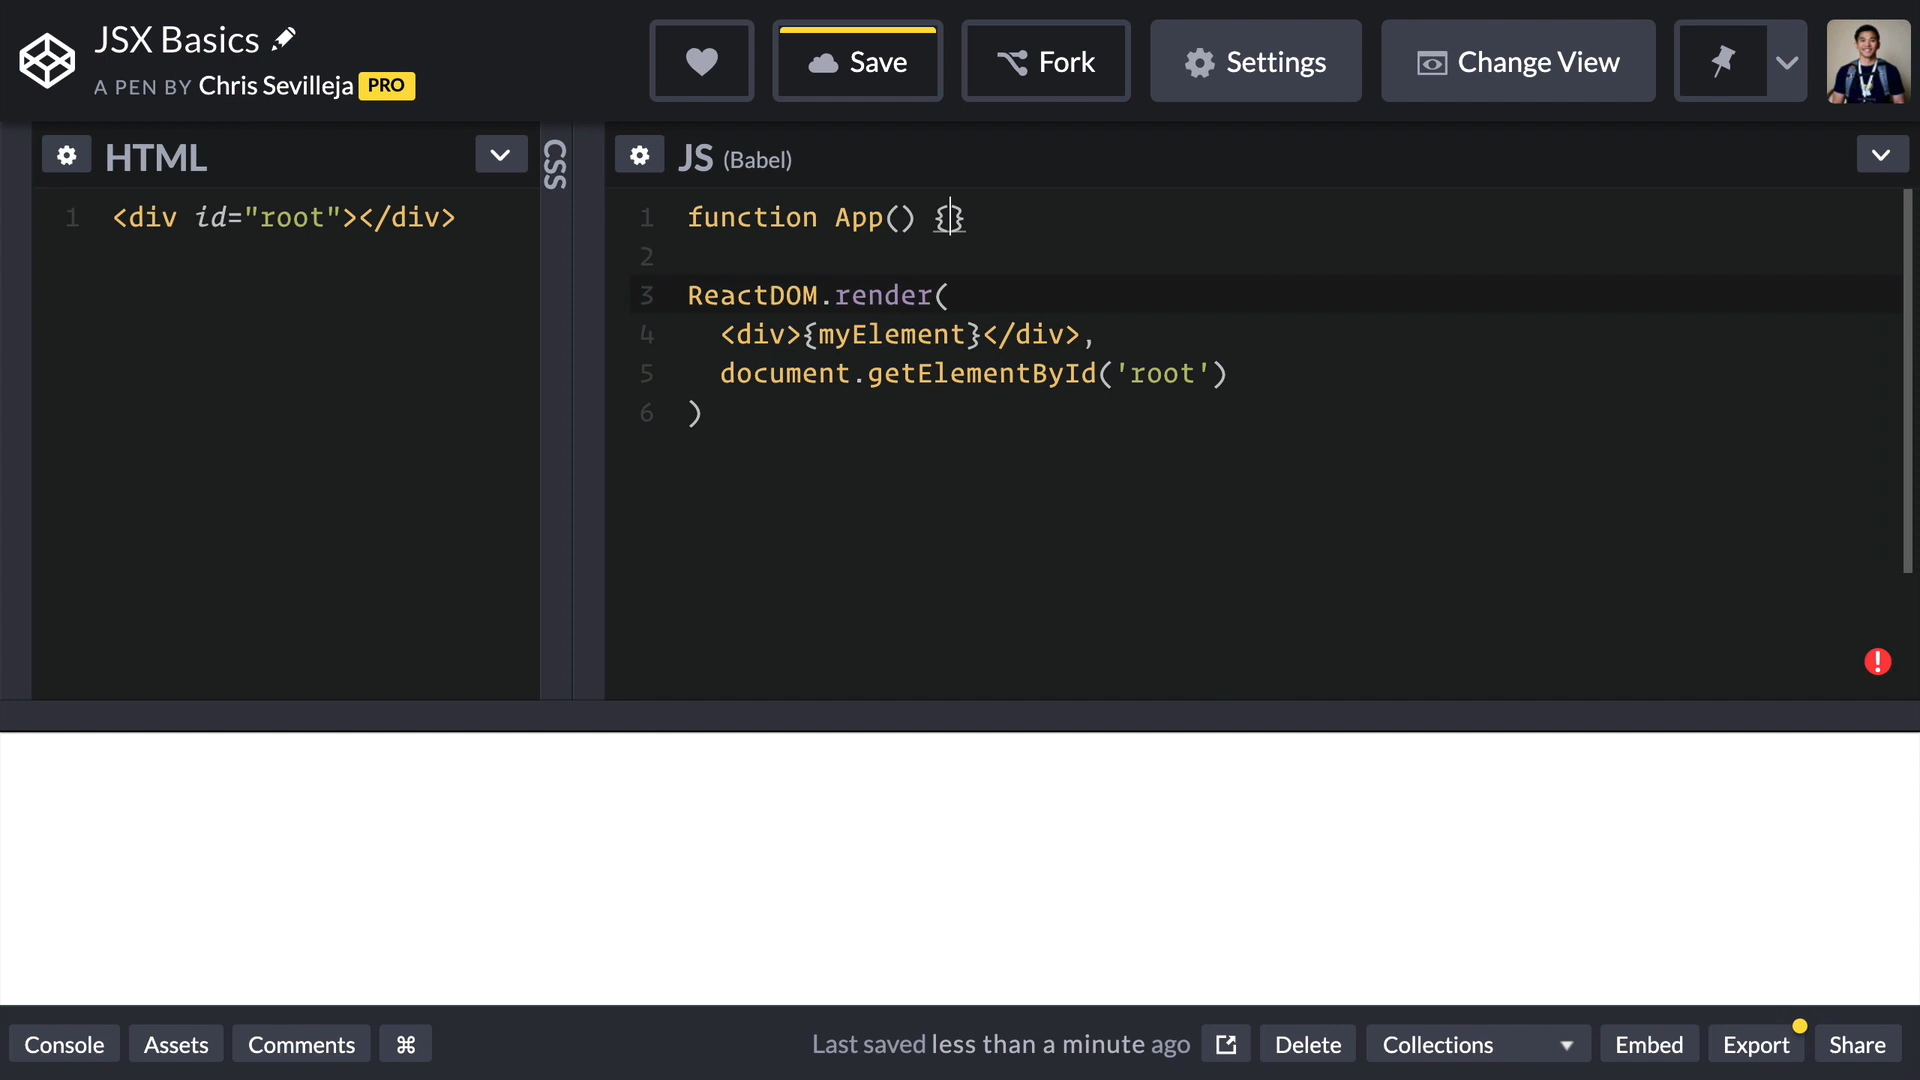 JSX Basics
A PEN BY Chris Sevilleja PRO
Save
Fork
Settings
Change View
HTML
CSS
JS (Babel)
1 <div id="root"></div>
1 function App() {}
2
3 ReactDOM.render(
4 <div>{myElement}</div>,
5 document.getElementById('root')
6 )
!
Console
Assets
Comments
⌘
Last saved less than a minute ago
Delete
Collections
Embed
Export
Share